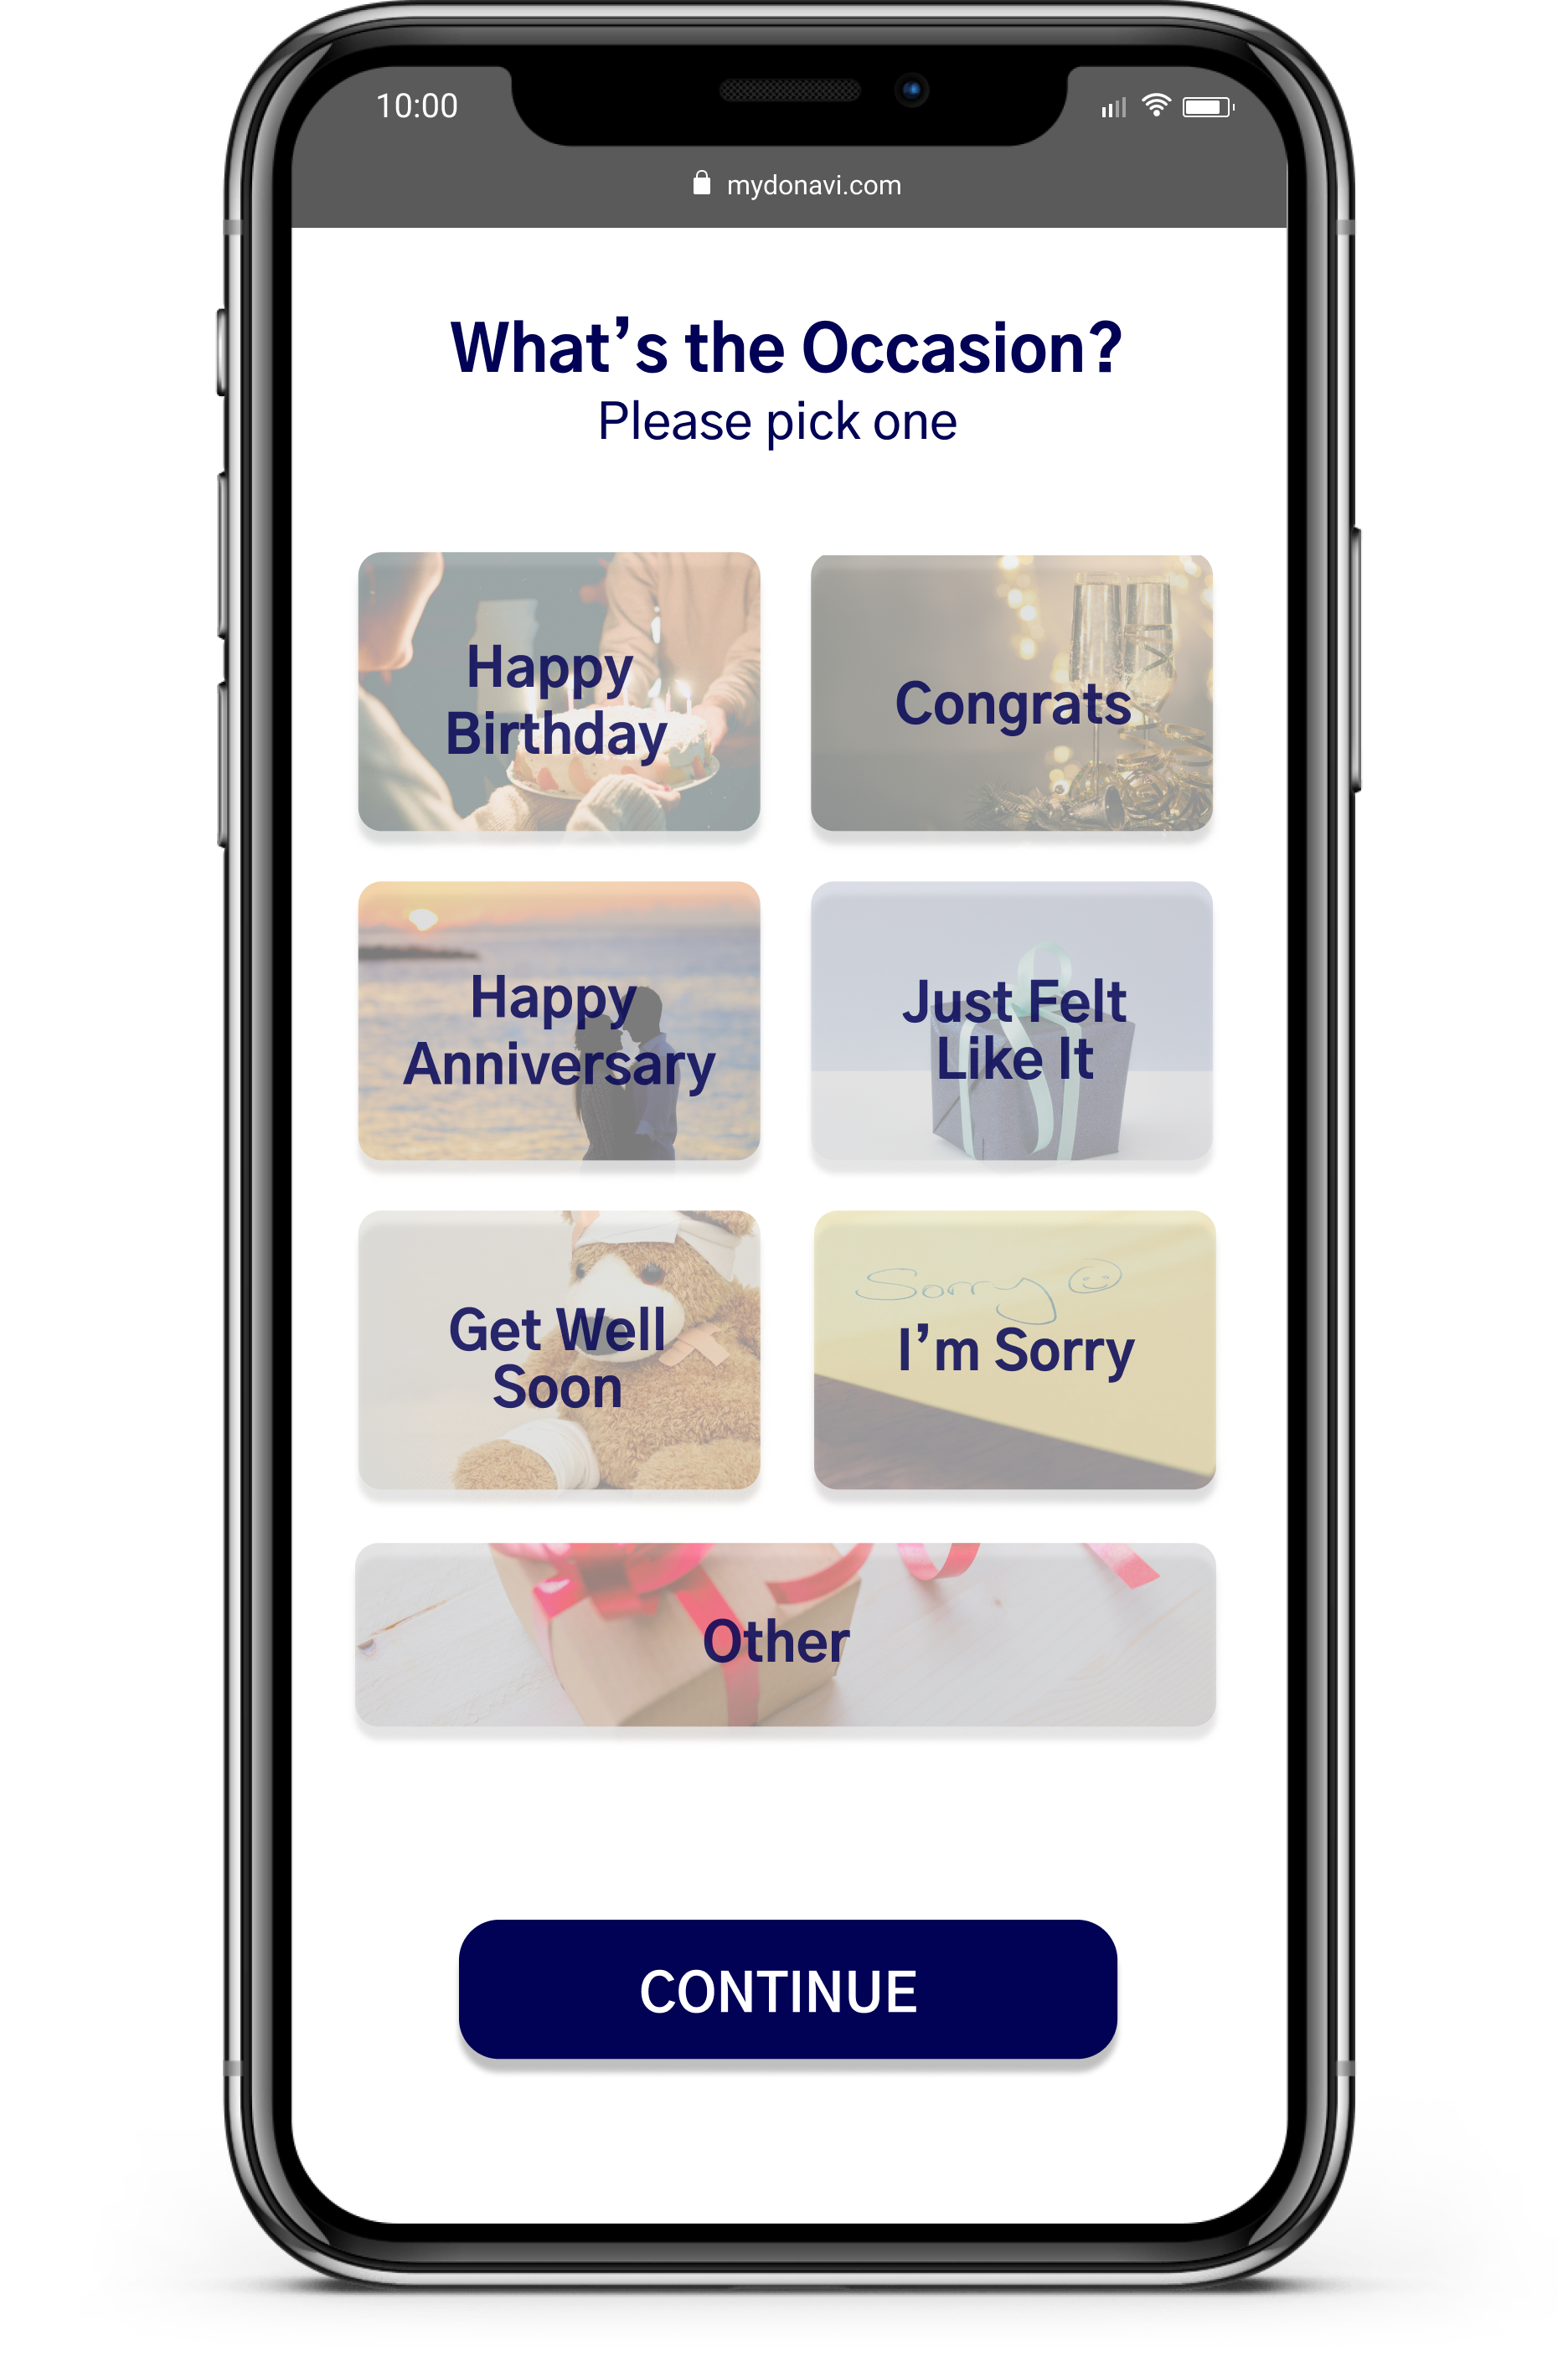 10:00
mydonavi.com
What’s the Occasion?
Please pick one
Happy
Birthday
Congrats
Happy
Anniversary
Just Felt
Like It
Get Well
Soon
Sorry
I’m Sorry
Other
CONTINUE